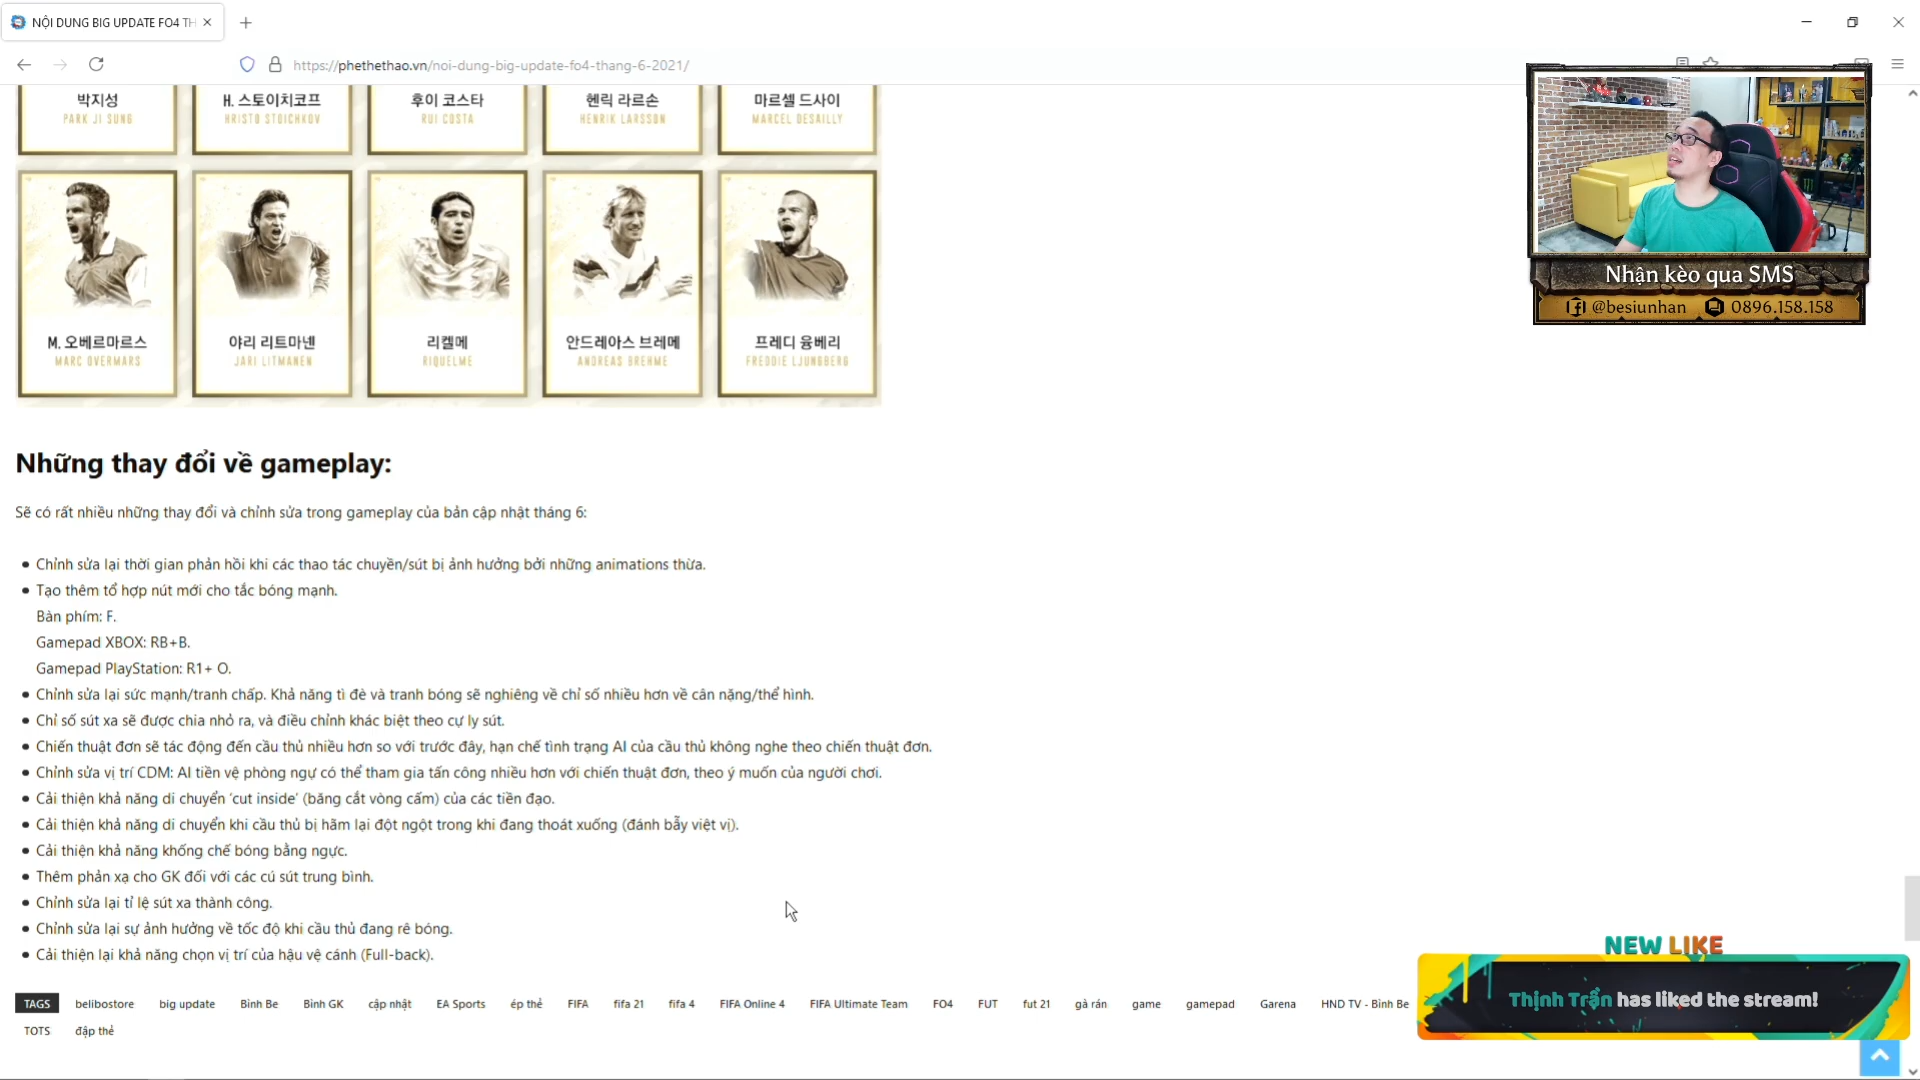 NỘI DUNG BIG UPDATE FO4 TH
https://phethethao.vn/noi-dung-big-update-fo4-thang-6-2021/
박지성
PARK JI SUNG
H. 스토이치코프
HRISTO STOICHKOV
후이 코스타
RUI COSTA
헨릭 라르손
HENRIK LARSSON
마르셀 드사이
MARCEL DESAILLY
M. 오베르마르스
MARC OVERMARS
야리 리트마넨
JARI LITMANEN
리켈메
RIQUELME
안드레아스 브레메
ANDREAS BREHME
프레디 융베리
FREDDIE LJUNGBERG
Nhận kèo qua SMS
@besiunhan 0896.158.158
Những thay đổi về gameplay:
Sẽ có rất nhiều những thay đổi và chỉnh sửa trong gameplay của bản cập nhật tháng 6:
Chỉnh sửa lại thời gian phản hồi khi các thao tác chuyền/sút bị ảnh hưởng bởi những animations thừa.
Tạo thêm tổ hợp nút mới cho tắc bóng mạnh.
Bàn phím: F.
Gamepad XBOX: RB+B.
Gamepad PlayStation: R1+ O.
Chỉnh sửa lại sức mạnh/tranh chấp. Khả năng tì đè và tranh bóng sẽ nghiêng về chỉ số nhiều hơn về cân nặng/thể hình.
Chỉ số sút xa sẽ được chia nhỏ ra, và điều chỉnh khác biệt theo cự ly sút.
Chiến thuật đơn sẽ tác động đến cầu thủ nhiều hơn so với trước đây, hạn chế tình trạng AI của cầu thủ không nghe theo chiến thuật đơn.
Chỉnh sửa vị trí CDM: AI tiền vệ phòng ngự có thể tham gia tấn công nhiều hơn với chiến thuật đơn, theo ý muốn của người chơi.
Cải thiện khả năng di chuyển ‘cut inside’ (băng cắt vòng cấm) của các tiền đạo.
Cải thiện khả năng di chuyển khi cầu thủ bị hãm lại đột ngột trong khi đang thoát xuống (đánh bẫy việt vị).
Cải thiện khả năng khống chế bóng bằng ngực.
Thêm phản xạ cho GK đối với các cú sút trung bình.
Chỉnh sửa lại tỉ lệ sút xa thành công.
Chỉnh sửa lại sự ảnh hưởng về tốc độ khi cầu thủ đang rê bóng.
Cải thiện lại khả năng chọn vị trí của hậu vệ cánh (Full-back).
TAGS belibostore big update Bình Be Bình GK cập nhật EA Sports ép thẻ FIFA fifa 21 fifa 4 FIFA Online 4 FIFA Ultimate Team FO4 FUT fut 21 gà rán game gamepad Garena HND TV - Bình Be
TOTS đập thẻ
NEW LIKE
Thịnh Trần has liked the stream!